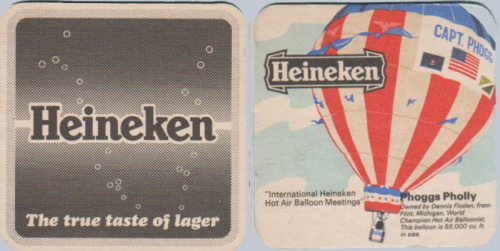 Heineken
The true taste of lager
CAPT. PHOGG
Heineken
"International Heineken
Hot Air Balloon Meetings"
Phoggs Pholly
Owned by Dennis Floden, from
Flint, Michigan, World
Champion Hot Air Balloonist.
This balloon is 56,000 cu. ft.
in size.